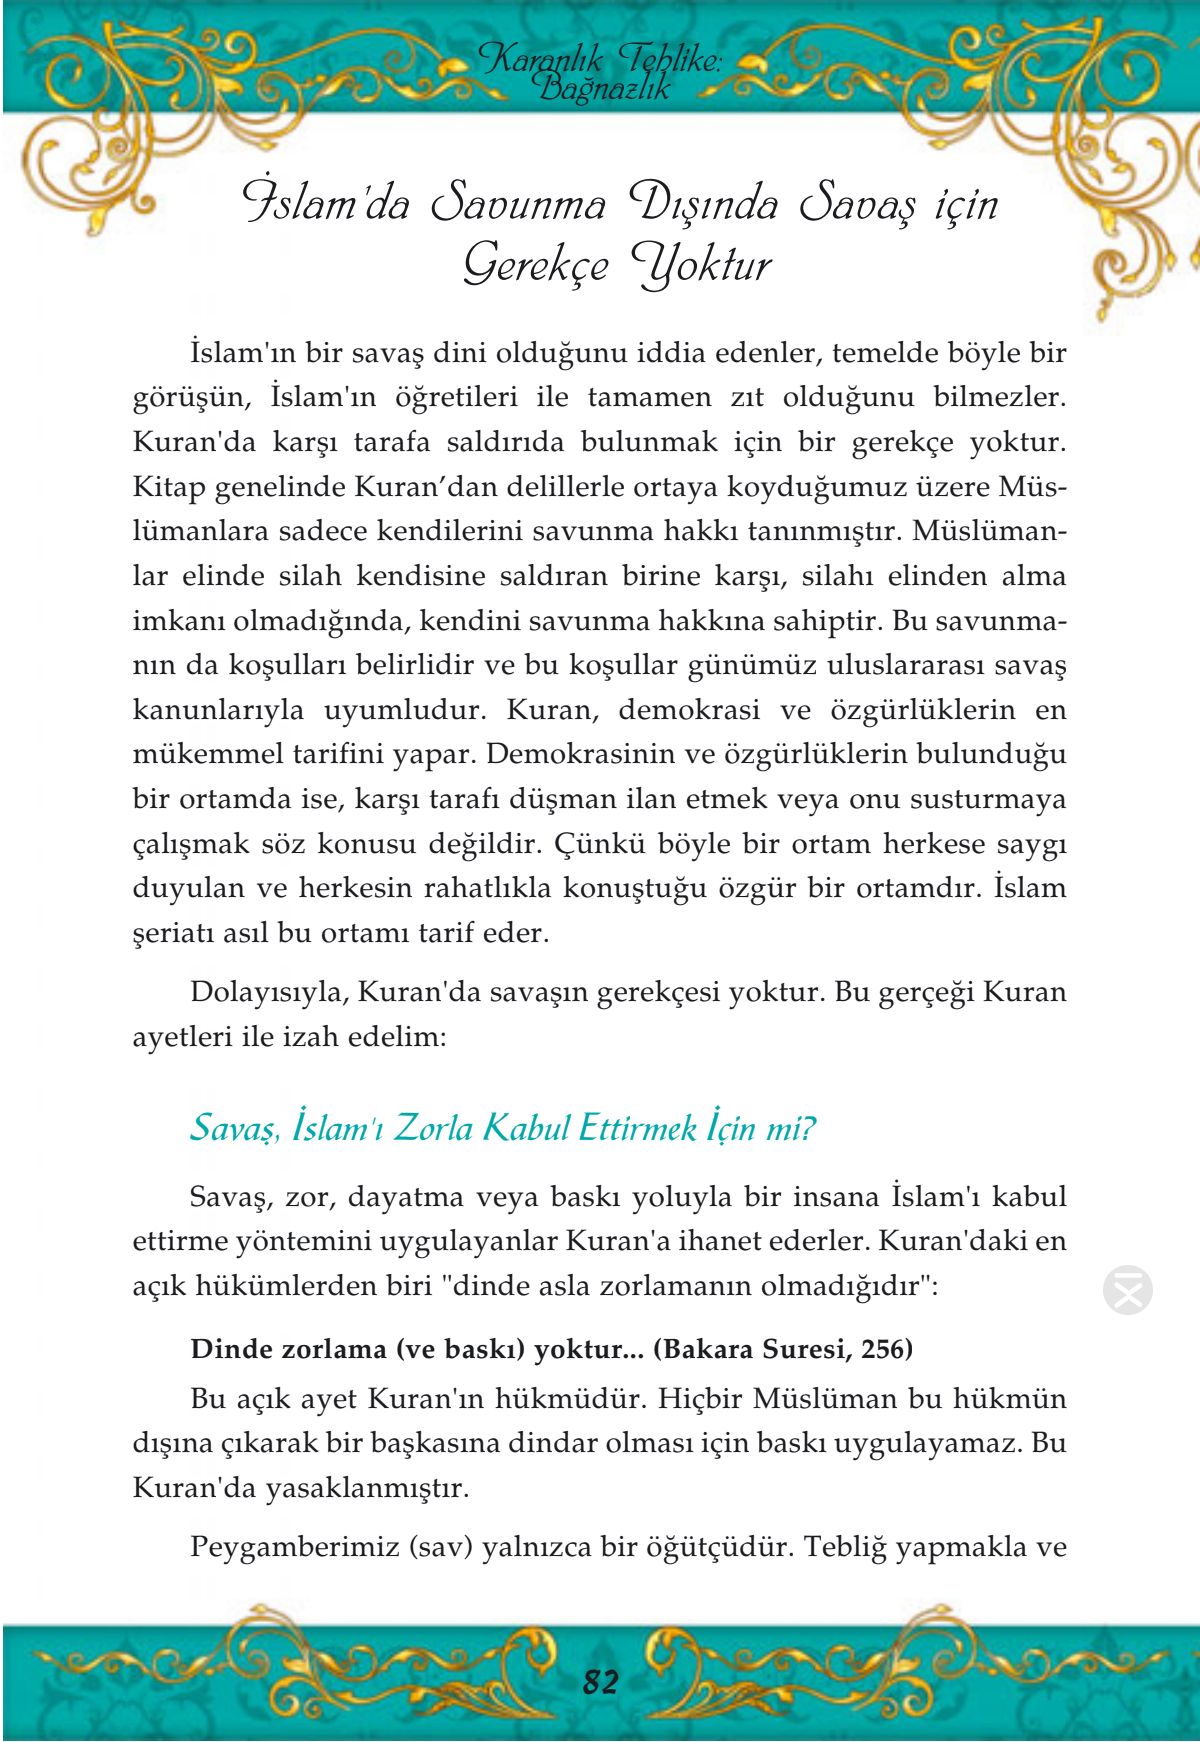 Karanlık Tehlike:
Bağnazlık
İslam'da Savunma Dışında Savaş için
Gerekçe Yoktur
İslam'ın bir savaş dini olduğunu iddia edenler, temelde böyle bir
görüşün, İslam'ın öğretileri ile tamamen zıt olduğunu bilmezler.
Kuran'da karşı tarafa saldırıda bulunmak için bir gerekçe yoktur.
Kitap genelinde Kuran’dan delillerle ortaya koyduğumuz üzere Müs-
lümanlara sadece kendilerini savunma hakkı tanınmıştır. Müslüman-
lar elinde silah kendisine saldıran birine karşı, silahı elinden alma
imkanı olmadığında, kendini savunma hakkına sahiptir. Bu savunma-
nın da koşulları belirlidir ve bu koşullar günümüz uluslararası savaş
kanunlarıyla uyumludur. Kuran, demokrasi ve özgürlüklerin en
mükemmel tarifini yapar. Demokrasinin ve özgürlüklerin bulunduğu
bir ortamda ise, karşı tarafı düşman ilan etmek veya onu susturmaya
çalışmak söz konusu değildir. Çünkü böyle bir ortam herkese saygı
duyulan ve herkesin rahatlıkla konuştuğu özgür bir ortamdır. İslam
şeriatı asıl bu ortamı tarif eder.
Dolayısıyla, Kuran'da savaşın gerekçesi yoktur. Bu gerçeği Kuran
ayetleri ile izah edelim:
Savaş, İslam'ı Zorla Kabul Ettirmek İçin mi?
Savaş, zor, dayatma veya baskı yoluyla bir insana İslam'ı kabul
ettirme yöntemini uygulayanlar Kuran'a ihanet ederler. Kuran'daki en
açık hükümlerden biri "dinde asla zorlamanın olmadığıdır":
Dinde zorlama (ve baskı) yoktur... (Bakara Suresi, 256)
Bu açık ayet Kuran'ın hükmüdür. Hiçbir Müslüman bu hükmün
dışına çıkarak bir başkasına dindar olması için baskı uygulayamaz. Bu
Kuran'da yasaklanmıştır.
Peygamberimiz (sav) yalnızca bir öğütçüdür. Tebliğ yapmakla ve
82